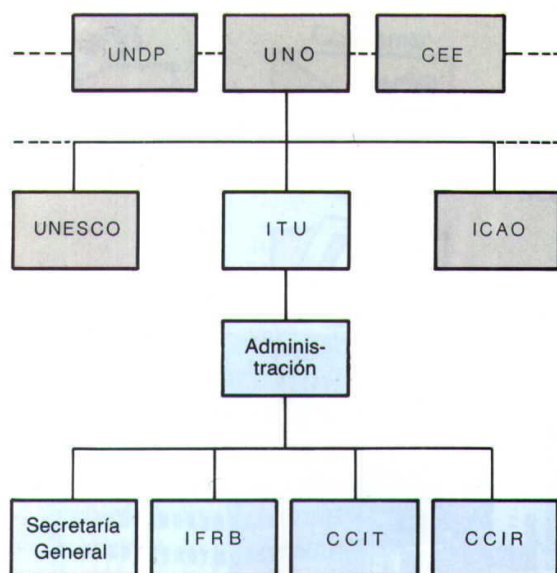 UNDP
UNO
CEE
UNESCO
ITU
ICAO
Adminis-
tración
Secretaría
General
IFRB
CCIT
CCIR